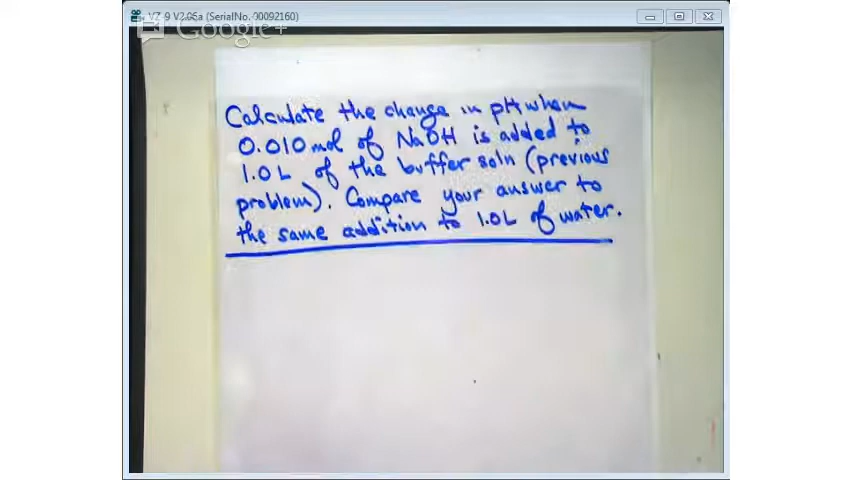 VZ-9 V2.05a (SerialNo.00092160)
Google+
Calculate the change in pH when
0.010 mol of NaOH is added to
1.0 L of the buffer soln (previous
problem). Compare your answer to
the same addition to 1.0L of water.